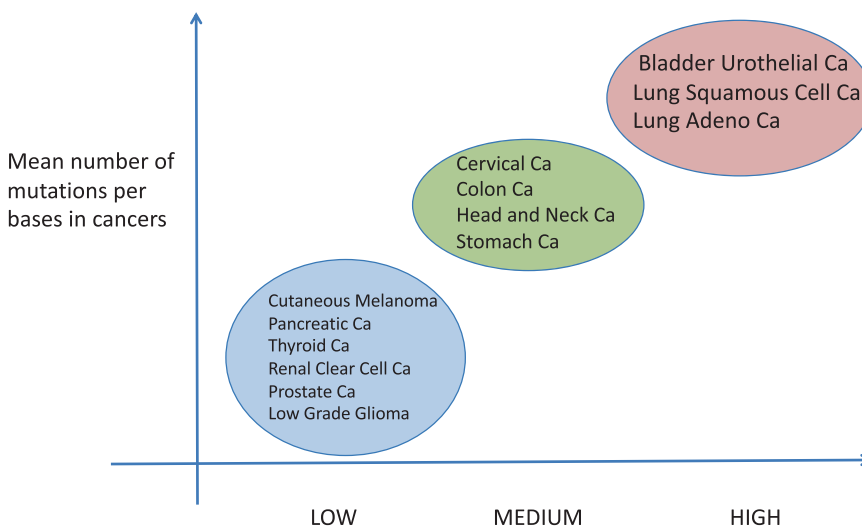 Bladder Urothelial Ca
Lung Squamous Cell Ca
Lung Adeno Ca
Mean number of
mutations per
bases in cancers
Cervical Ca
Colon Ca
Head and Neck Ca
Stomach Ca
Cutaneous Melanoma
Pancreatic Ca
Thyroid Ca
Renal Clear Cell Ca
Prostate Ca
Low Grade Glioma
LOW
MEDIUM
HIGH